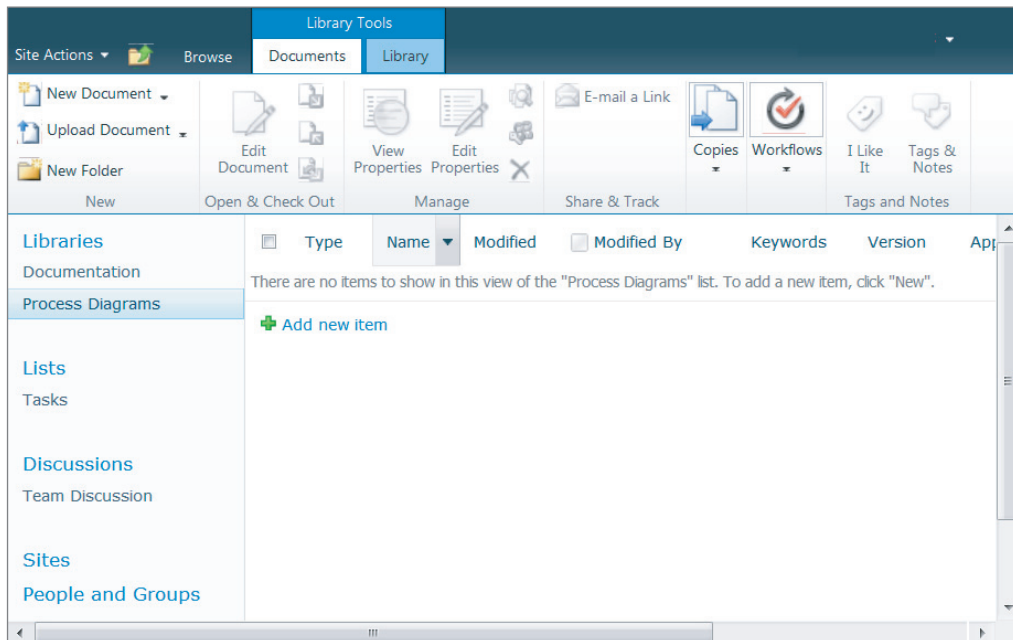 Library Tools
Site Actions Browse Documents Library
New Document
Upload Document
New Folder
New
Edit
Document
Open & Check Out
View
Properties
Edit
Properties
Manage
E-mail a Link
Share & Track
Copies
Workflows
I Like
It
Tags &
Notes
Tags and Notes
Libraries
Documentation
Process Diagrams
Lists
Tasks
Discussions
Team Discussion
Sites
People and Groups
Type Name Modified Modified By Keywords Version
There are no items to show in this view of the "Process Diagrams" list. To add a new item, click "New".
Add new item